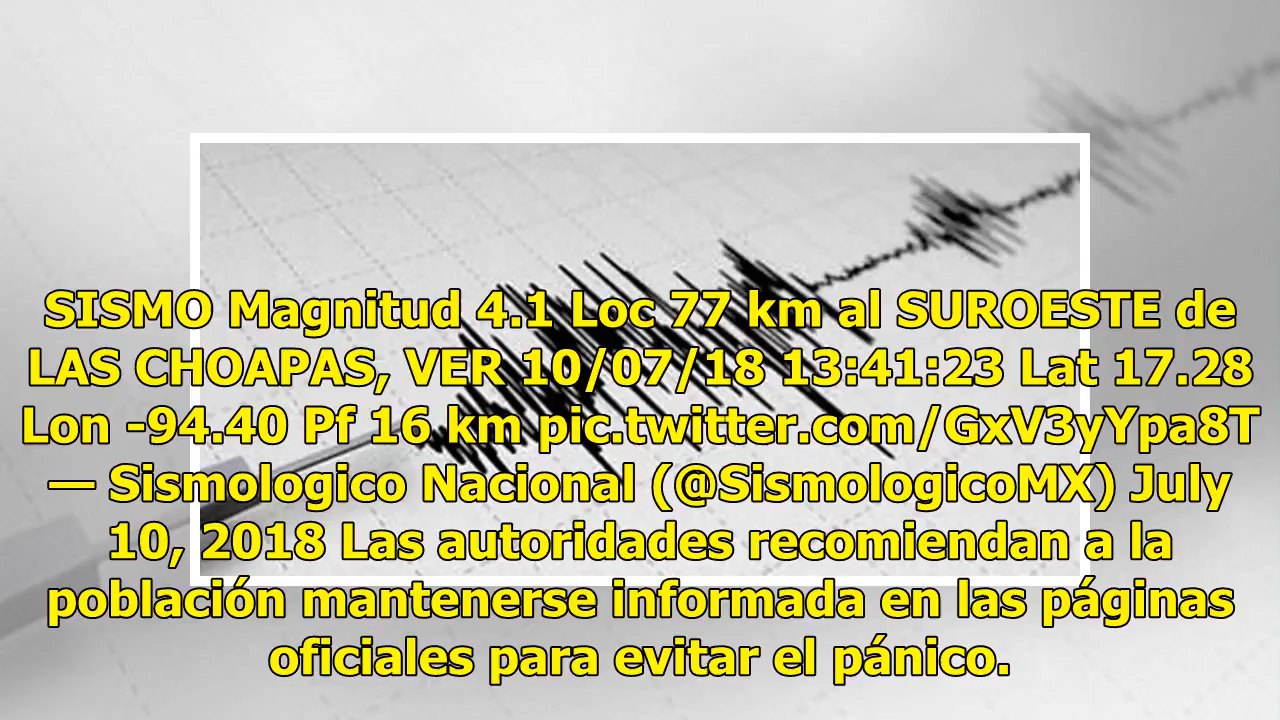 SISMO Magnitud 4.1 Loc 77 km al SUROESTE de
LAS CHOAPAS, VER 10/07/18 13:41:23 Lat 17.28
Lon -94.40 Pf 16 km pic.twitter.com/GxV3yYpa8T
— Sismologico Nacional (@SismologicoMX) July
10, 2018 Las autoridades recomiendan a la
población mantenerse informada en las páginas
oficiales para evitar el pánico.